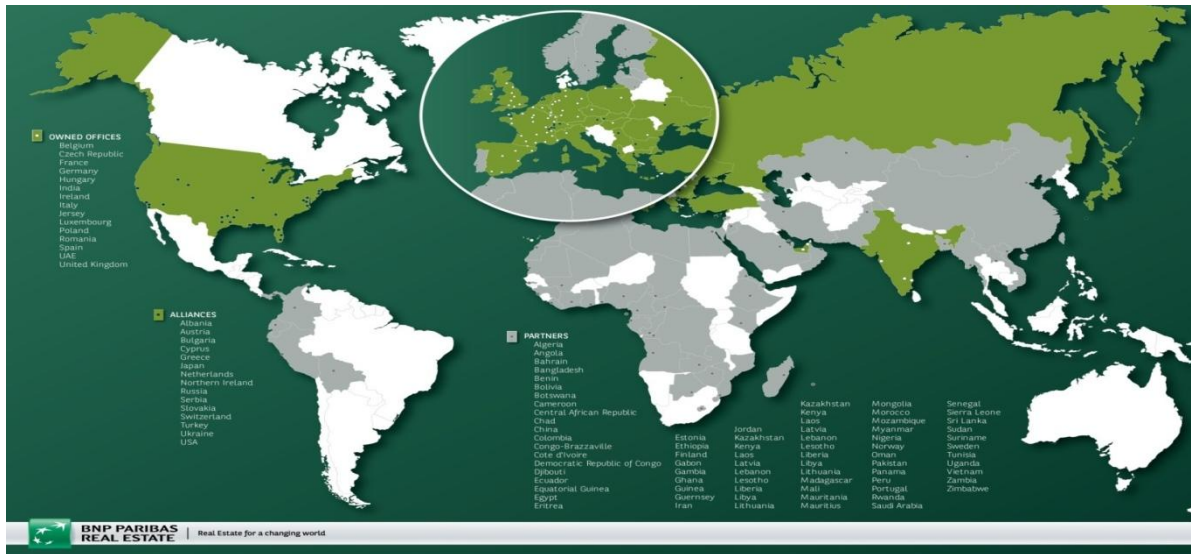 OWNED OFFICES
Belgium
Czech Republic
France
Germany
Hungary
India
Ireland
Italy
Jersey
Luxembourg
Poland
Romania
Spain
UAE
United Kingdom
ALLIANCES
Albania
Austria
Bulgaria
Cyprus
Greece
Japan
Netherlands
Northern Ireland
Russia
Serbia
Slovakia
Switzerland
Turkey
Ukraine
USA
PARTNERS
Algeria
Angola
Bahrain
Bangladesh
Benin
Bolivia
Botswana
Cameroon
Central African Republic
Chad
China
Colombia
Congo-Brazzaville
Cote d'Ivoire
Democratic Republic of Congo
Djibouti
Ecuador
Equatorial Guinea
Egypt
Eritrea
Estonia
Ethiopia
Finland
Gabon
Gambia
Ghana
Guinea
Guernsey
Iran
Jordan
Kazakhstan
Kenya
Laos
Latvia
Lebanon
Lesotho
Liberia
Libya
Lithuania
Kazakhstan
Kenya
Laos
Latvia
Lebanon
Lesotho
Liberia
Libya
Lithuania
Madagascar
Mali
Mauritania
Mauritius
Mongolia
Morocco
Mozambique
Myanmar
Nigeria
Norway
Oman
Pakistan
Panama
Peru
Portugal
Rwanda
Saudi Arabia
Senegal
Sierra Leone
Sri Lanka
Sudan
Suriname
Sweden
Tunisia
Uganda
Vietnam
Zambia
Zimbabwe
BNP PARIBAS
REAL ESTATE
Real Estate for a changing world